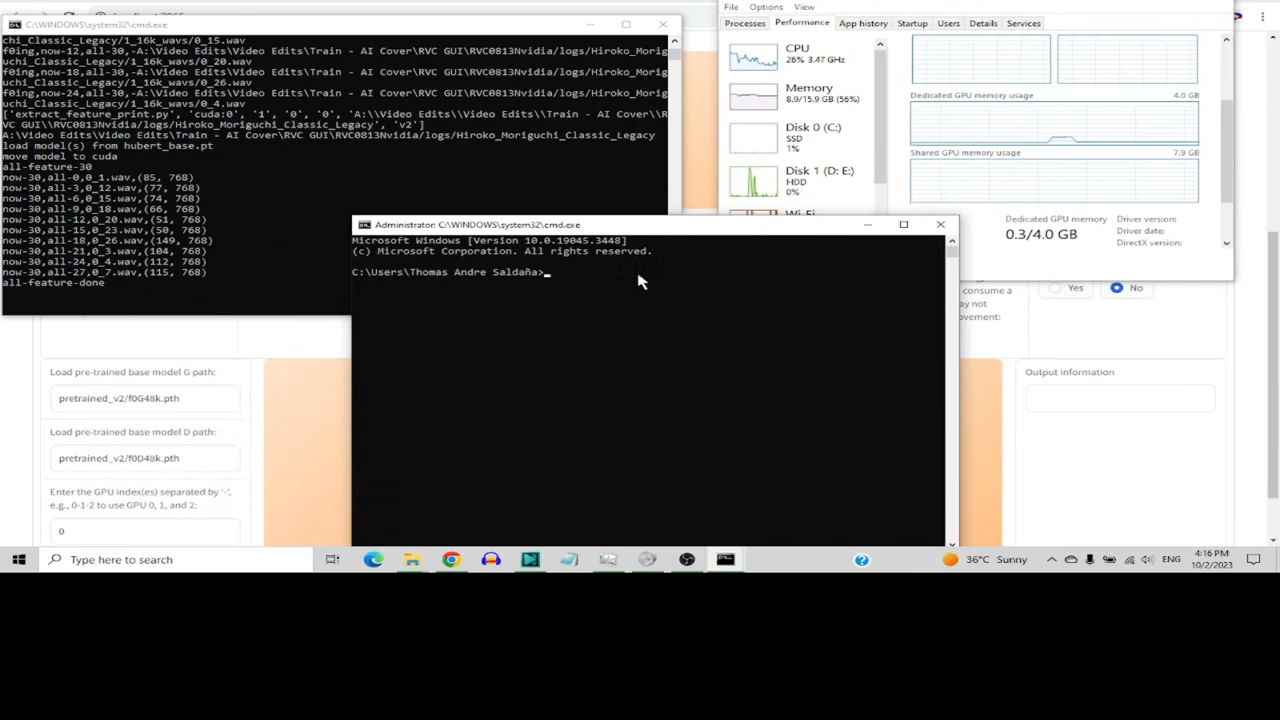 C:\WINDOWS\system32\cmd.exe
chi_Classic_Legacy/1_16k_wavs/0_15.wav
f0ing,now-12,all-30,-A:\Video Edits\Video Edits\Train - AI Cover\RVC GUI\RVC0813Nvidia/logs/Hiroko_Morig
uchi_Classic_Legacy/1_16k_wavs/0_20.wav
f0ing,now-18,all-30,-A:\Video Edits\Video Edits\Train - AI Cover\RVC GUI\RVC0813Nvidia/logs/Hiroko_Morig
uchi_Classic_Legacy/1_16k_wavs/0_26.wav
f0ing,now-24,all-30,-A:\Video Edits\Video Edits\Train - AI Cover\RVC GUI\RVC0813Nvidia/logs/Hiroko_Morig
uchi_Classic_Legacy/1_16k_wavs/0_4.wav
['extract_feature_print.py', 'cuda:0', '1', '0', '0', 'A:\\Video Edits\\Video Edits\\Train - AI Cover\\R
VC GUI\\RVC0813Nvidia/logs/Hiroko_Moriguchi_Classic_Legacy', 'v2']
A:\Video Edits\Video Edits\Train - AI Cover\RVC GUI\RVC0813Nvidia/logs/Hiroko_Moriguchi_Classic_Legacy
load model(s) from hubert_base.pt
move model to cuda
all-feature-30
now-30,all-0,0_1.wav,(85, 768)
now-30,all-3,0_12.wav,(77, 768)
now-30,all-6,0_15.wav,(74, 768)
now-30,all-9,0_18.wav,(66, 768)
now-30,all-12,0_20.wav,(51, 768)
now-30,all-15,0_23.wav,(50, 768)
now-30,all-18,0_26.wav,(149, 768)
now-30,all-21,0_3.wav,(104, 768)
now-30,all-24,0_4.wav,(112, 768)
now-30,all-27,0_7.wav,(115, 768)
all-feature-done
File Options View
Processes Performance App history Startup Users Details Services
CPU
26% 3.47 GHz
Memory
8.9/15.9 GB (56%)
Disk 0 (C:)
SSD
1%
Disk 1 (D: E:)
HDD
0%
Dedicated GPU memory usage 4.0 GB
Shared GPU memory usage 7.9 GB
Dedicated GPU memory
0.3/4.0 GB
Driver version:
Driver date:
DirectX version:
Administrator: C:\WINDOWS\system32\cmd.exe
Microsoft Windows [Version 10.0.19045.3448]
(c) Microsoft Corporation. All rights reserved.
C:\Users\Thomas Andre Saldaña>
consume a
ay not
ovement:
Yes No
Load pre-trained base model G path:
pretrained_v2/f0G48k.pth
Load pre-trained base model D path:
pretrained_v2/f0D48k.pth
Enter the GPU index(es) separated by '-',
e.g., 0-1-2 to use GPU 0, 1, and 2:
0
Output information
Type here to search
36°C Sunny
ENG
4:16 PM
10/2/2023